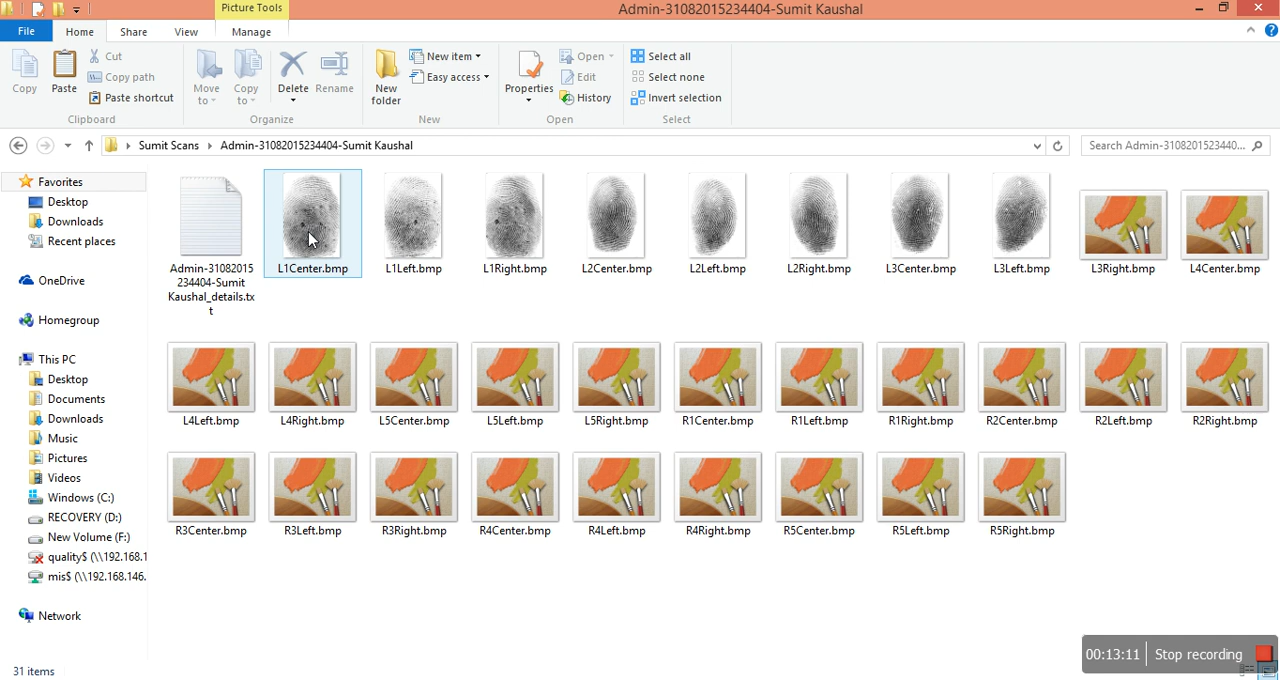 Picture Tools
Admin-31082015234404-Sumit Kaushal
File Home Share View Manage
Copy
Paste
Cut
Copy path
Paste shortcut
Clipboard
Move to
Copy to
Delete
Rename
Organize
New folder
New item
Easy access
New
Properties
Open
Edit
History
Open
Select all
Select none
Invert selection
Select
Sumit Scans Admin-31082015234404-Sumit Kaushal
Search Admin-3108201523440...
Favorites
Desktop
Downloads
Recent places
OneDrive
Homegroup
This PC
Desktop
Documents
Downloads
Music
Pictures
Videos
Windows (C:)
RECOVERY (D:)
New Volume (F:)
quality$ (\\192.168.1
mis$ (\\192.168.146.
Network
Admin-31082015
234404-Sumit
Kaushal_details.tx
t
L1Center.bmp L1Left.bmp L1Right.bmp L2Center.bmp L2Left.bmp L2Right.bmp L3Center.bmp L3Left.bmp L3Right.bmp L4Center.bmp
L4Left.bmp L4Right.bmp L5Center.bmp L5Left.bmp L5Right.bmp R1Center.bmp R1Left.bmp R1Right.bmp R2Center.bmp R2Left.bmp R2Right.bmp
R3Center.bmp R3Left.bmp R3Right.bmp R4Center.bmp R4Left.bmp R4Right.bmp R5Center.bmp R5Left.bmp R5Right.bmp
00:13:11 Stop recording
31 items